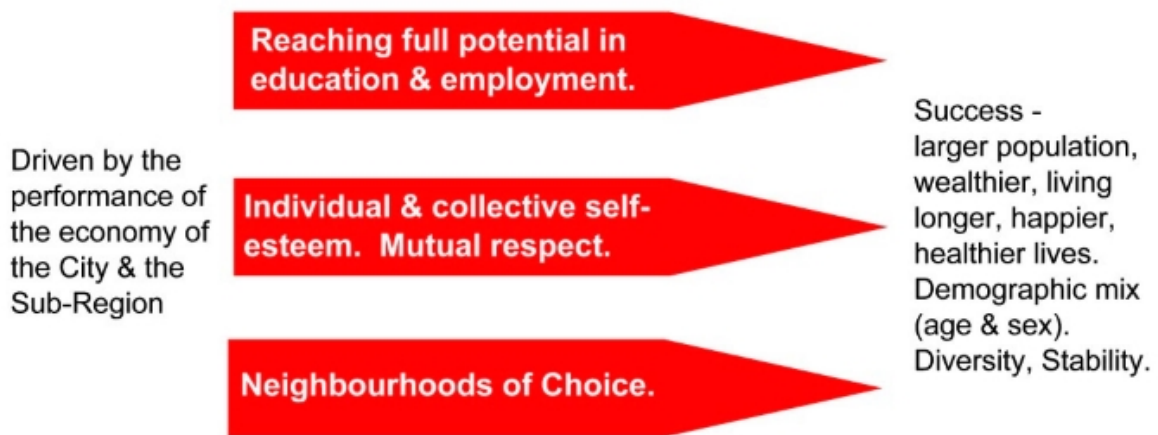 Driven by the
performance of
the economy of
the City & the
Sub-Region
Reaching full potential in
education & employment.
Individual & collective self-
esteem.  Mutual respect.
Neighbourhoods of Choice.
Success -
larger population,
wealthier, living
longer, happier,
healthier lives.
Demographic mix
(age & sex).
Diversity, Stability.